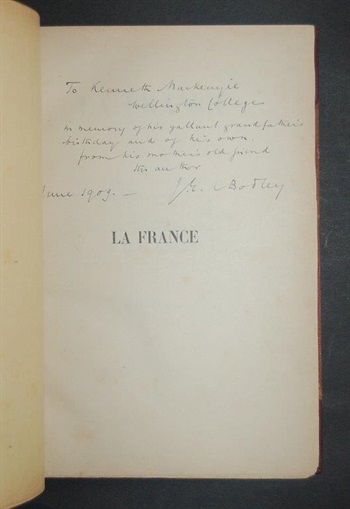 To Kenneth Mackenzie
Wellington College
in memory of his gallant grandfather's
birthday and of his own
from his mother's old friend
the author
June 1909. —
J.E.C. Bodley
LA FRANCE